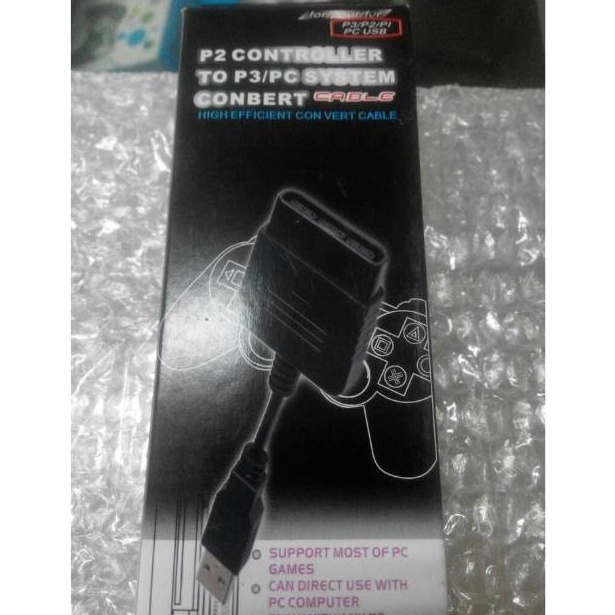 P3/P2/PI
PC USB
P2 CONTROLLER
TO P3/PC SYSTEM
CONBERT CABLE
HIGH EFFICIENT CON VERT CABLE
SUPPORT MOST OF PC
GAMES
CAN DIRECT USE WITH
PC COMPUTER